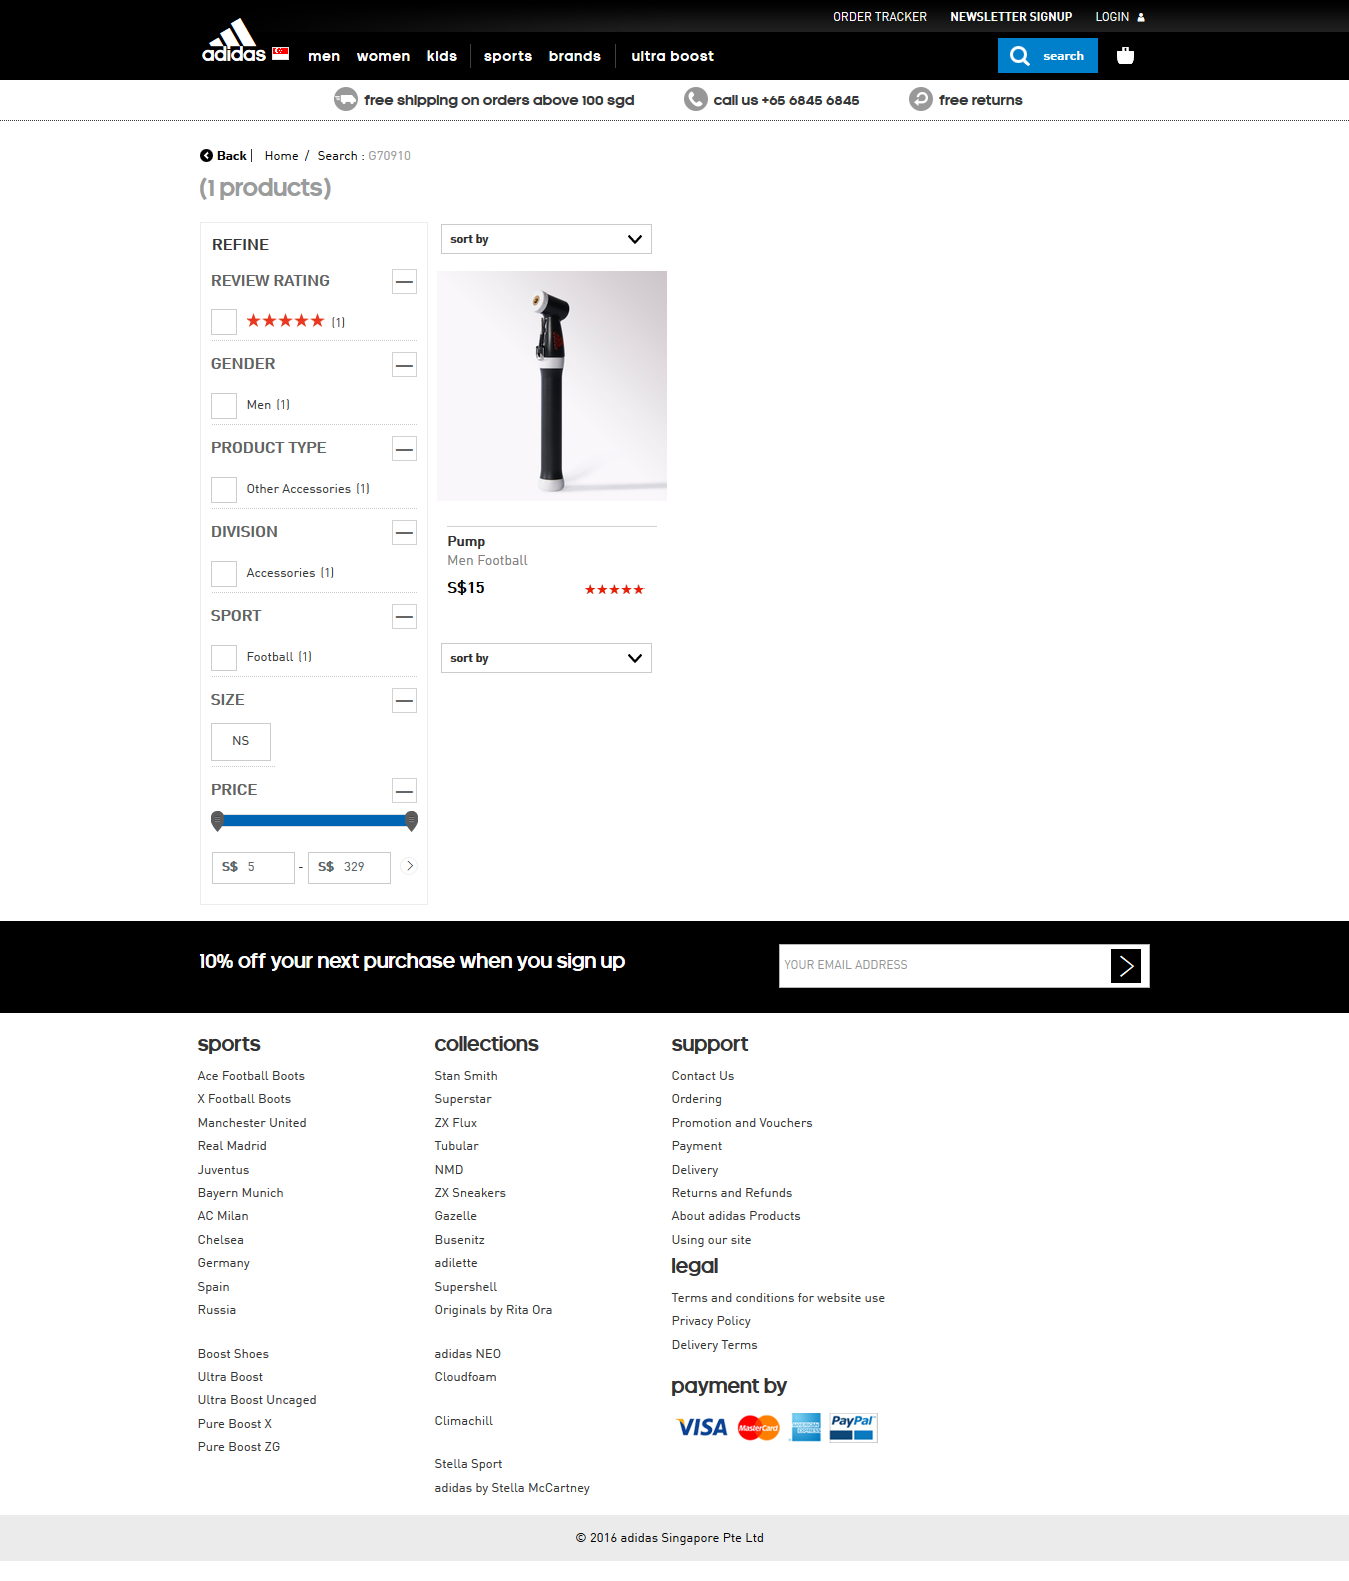 ORDER TRACKER NEWSLETTER SIGNUP LOGIN
adidas men women kids sports brands ultra boost search
free shipping on orders above 100 sgd call us +65 6845 6845 free returns
Back | Home / Search : G70910
(1 products)
REFINE
REVIEW RATING
(1)
GENDER
Men (1)
PRODUCT TYPE
Other Accessories (1)
DIVISION
Accessories (1)
SPORT
Football (1)
SIZE
NS
PRICE
S$ 5 - S$ 329
sort by
Pump
Men Football
S$15
sort by
10% off your next purchase when you sign up
YOUR EMAIL ADDRESS
sports
Ace Football Boots
X Football Boots
Manchester United
Real Madrid
Juventus
Bayern Munich
AC Milan
Chelsea
Germany
Spain
Russia
Boost Shoes
Ultra Boost
Ultra Boost Uncaged
Pure Boost X
Pure Boost ZG
collections
Stan Smith
Superstar
ZX Flux
Tubular
NMD
ZX Sneakers
Gazelle
Busenitz
adilette
Supershell
Originals by Rita Ora
adidas NEO
Cloudfoam
Climachill
Stella Sport
adidas by Stella McCartney
support
Contact Us
Ordering
Promotion and Vouchers
Payment
Delivery
Returns and Refunds
About adidas Products
Using our site
legal
Terms and conditions for website use
Privacy Policy
Delivery Terms
payment by
VISA MasterCard AMERICAN EXPRESS PayPal
© 2016 adidas Singapore Pte Ltd